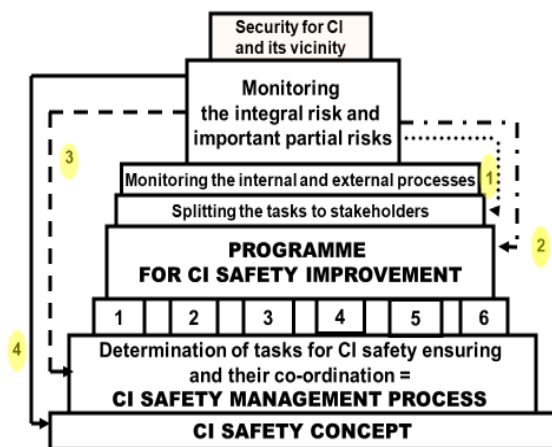 Security for CI
and its vicinity
Monitoring
the integral risk and
important partial risks
3
Monitoring the internal and external processes
1
Splitting the tasks to stakeholders
PROGRAMME
FOR CI SAFETY IMPROVEMENT
2
1 2 3 4 5 6
4
Determination of tasks for CI safety ensuring
and their co-ordination =
CI SAFETY MANAGEMENT PROCESS
CI SAFETY CONCEPT